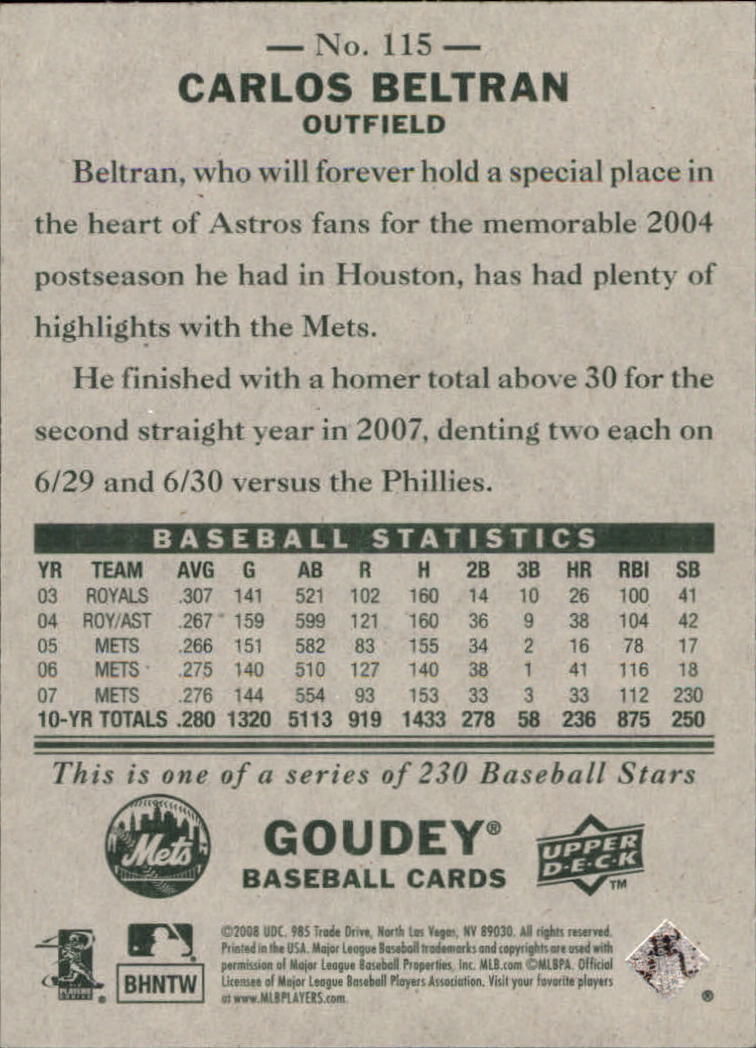 — No. 115 —
CARLOS BELTRAN
OUTFIELD
Beltran, who will forever hold a special place in
the heart of Astros fans for the memorable 2004
postseason he had in Houston, has had plenty of
highlights with the Mets.
He finished with a homer total above 30 for the
second straight year in 2007, denting two each on
6/29 and 6/30 versus the Phillies.
BASEBALL STATISTICS
YR TEAM AVG G AB R H 2B 3B HR RBI SB
03 ROYALS .307 141 521 102 160 14 10 26 100 41
04 ROY/AST .267 159 599 121 160 36 9 38 104 42
05 METS .266 151 582 83 155 34 2 16 78 17
06 METS .275 140 510 127 140 38 1 41 116 18
07 METS .276 144 554 93 153 33 3 33 112 230
10-YR TOTALS .280 1320 5113 919 1433 278 58 236 875 250
This is one of a series of 230 Baseball Stars
Mets
GOUDEY®
BASEBALL CARDS
UPPER
D·E·C·K
TM
PLAYERS
CHOICE
®
BHNTW
©2008 UDC. 985 Trade Drive, North Las Vegas, NV 89030. All rights reserved.
Printed in the USA. Major League Baseball trademarks and copyrights are used with
permission of Major League Baseball Properties, Inc. MLB.com ©MLBPA. Official
Licensee of Major League Baseball Players Association. Visit your favorite players
at www.MLBPLAYERS.com.
®